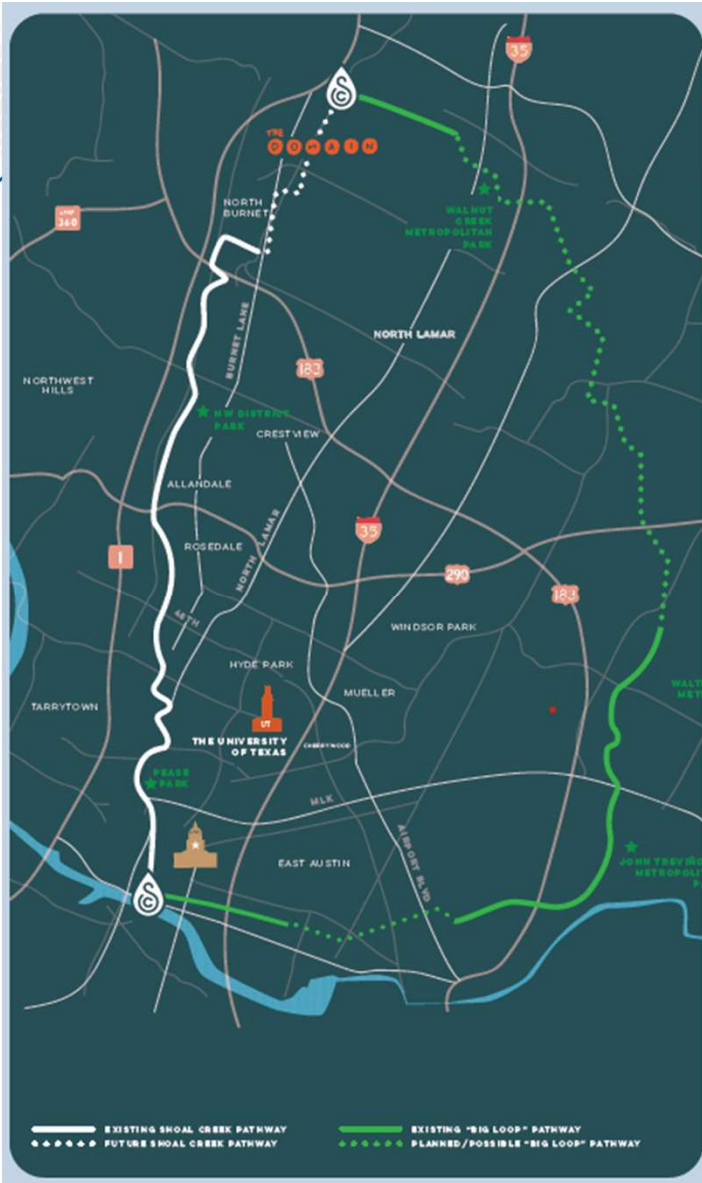 35
THE
DOMAIN
NORTH
BURNET
LOOP
360
WALNUT
CREEK
METROPOLITAN
PARK
BURNET LANE
NORTH LAMAR
183
NORTHWEST
HILLS
NW DISTRICT
PARK
CRESTVIEW
ALLANDALE
NORTH LAMAR
35
ROSEDALE
1
290
183
45TH
WINDSOR PARK
HYDE PARK
MUELLER
TARRYTOWN
UT
THE UNIVERSITY
OF TEXAS
CHERRYWOOD
PEASE
PARK
MLK
AIRPORT BLVD
EAST AUSTIN
JOHN TREVIÑO
METROPOLIT
EXISTING SHOAL CREEK PATHWAY
FUTURE SHOAL CREEK PATHWAY
EXISTING "BIG LOOP" PATHWAY
PLANNED/POSSIBLE "BIG LOOP" PATHWAY